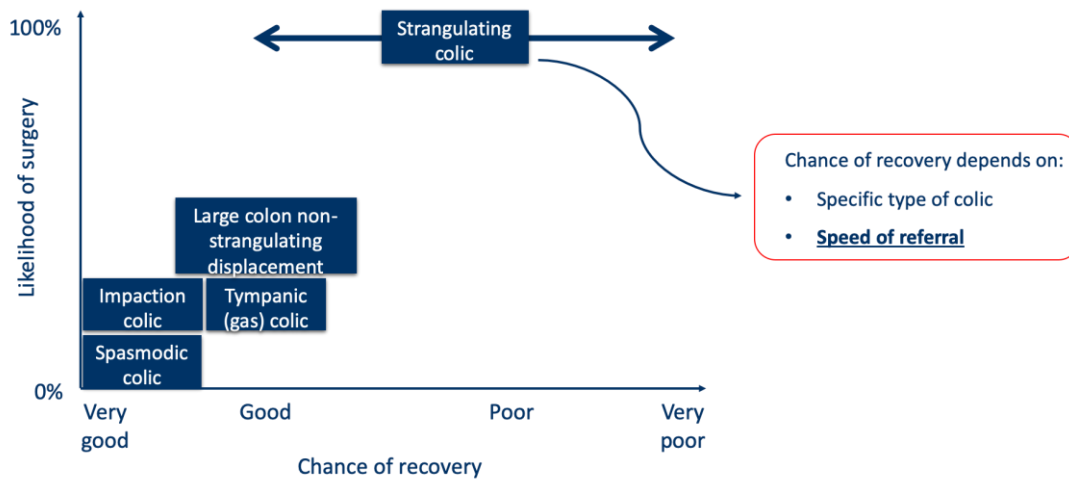 100%
Likelihood of surgery
0%
Strangulating
colic
Large colon non-
strangulating
displacement
Impaction
colic
Tympanic
(gas) colic
Spasmodic
colic
Very
good
Good
Poor
Very
poor
Chance of recovery
Chance of recovery depends on:
• Specific type of colic
• Speed of referral